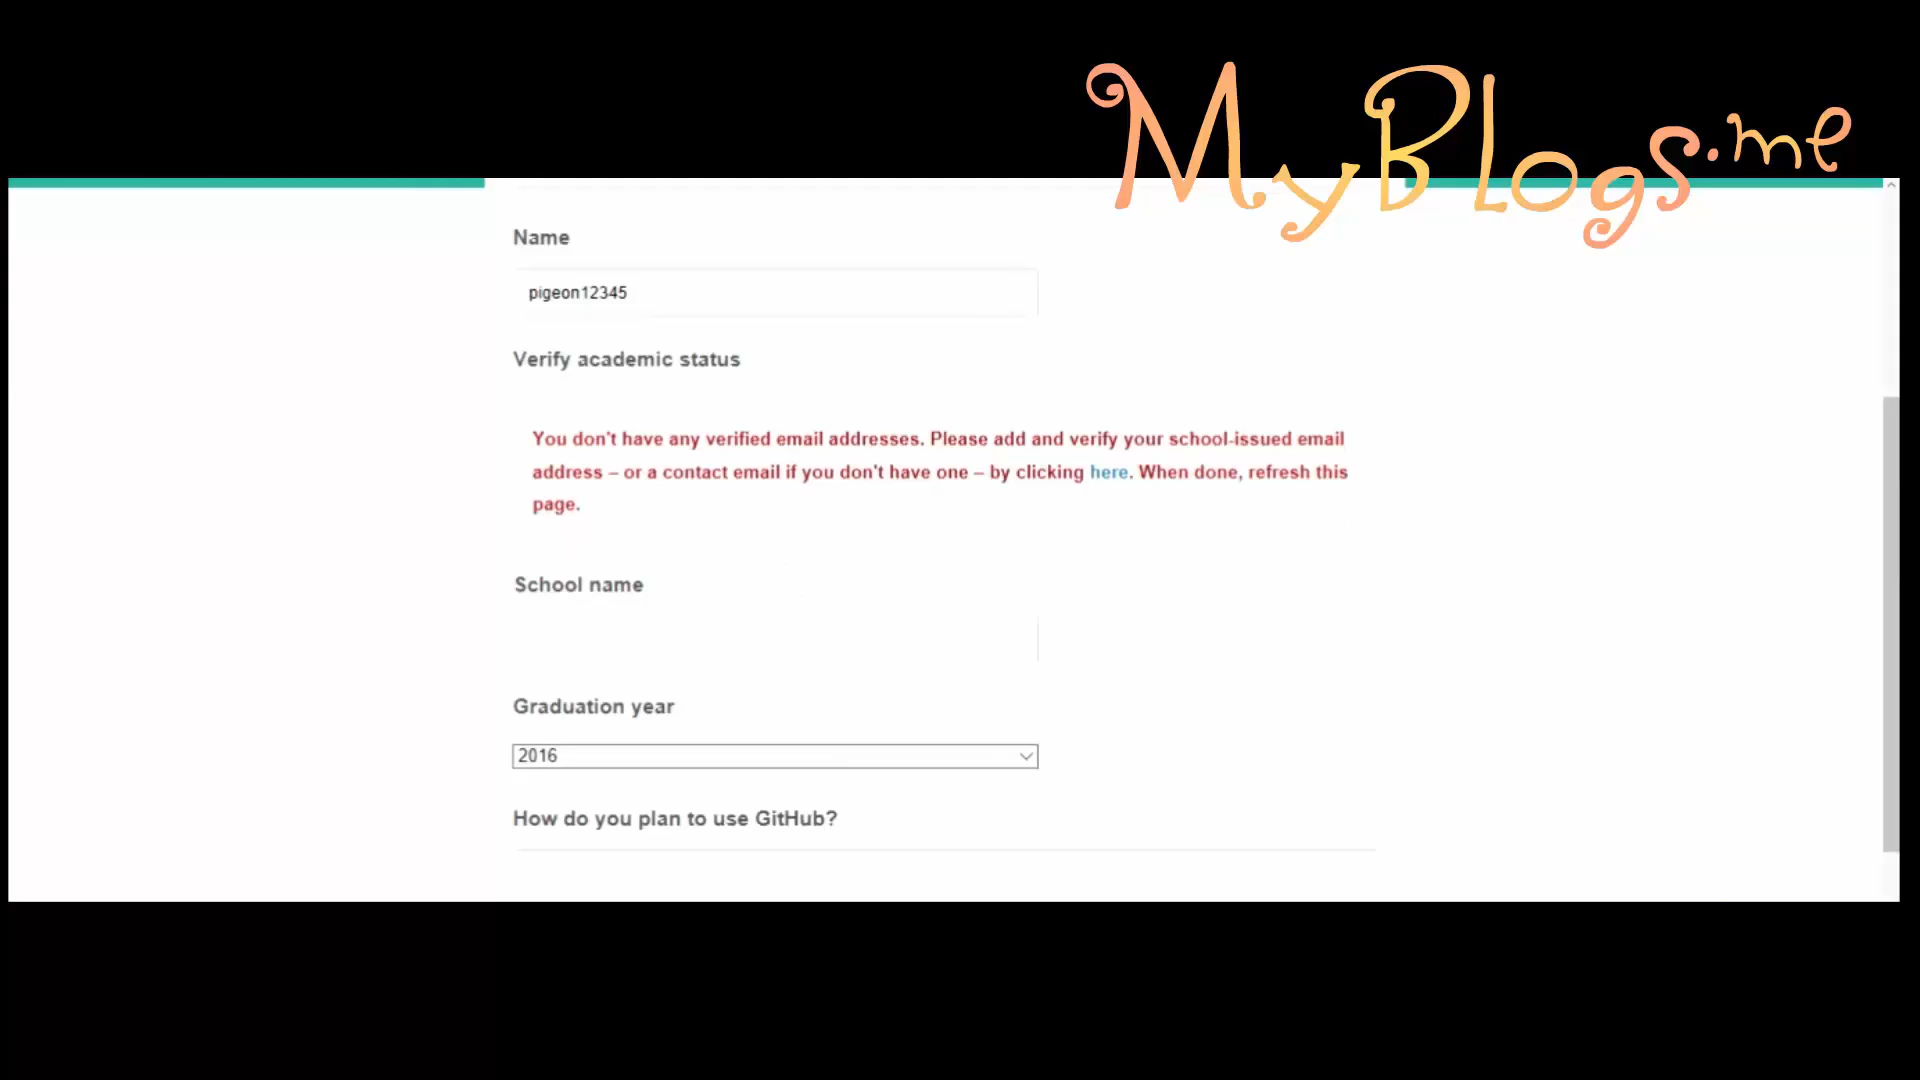 MyBlogs.me
Name
pigeon12345
Verify academic status
You don't have any verified email addresses. Please add and verify your school-issued email
address – or a contact email if you don't have one – by clicking here. When done, refresh this
page.
School name
Graduation year
2016
How do you plan to use GitHub?